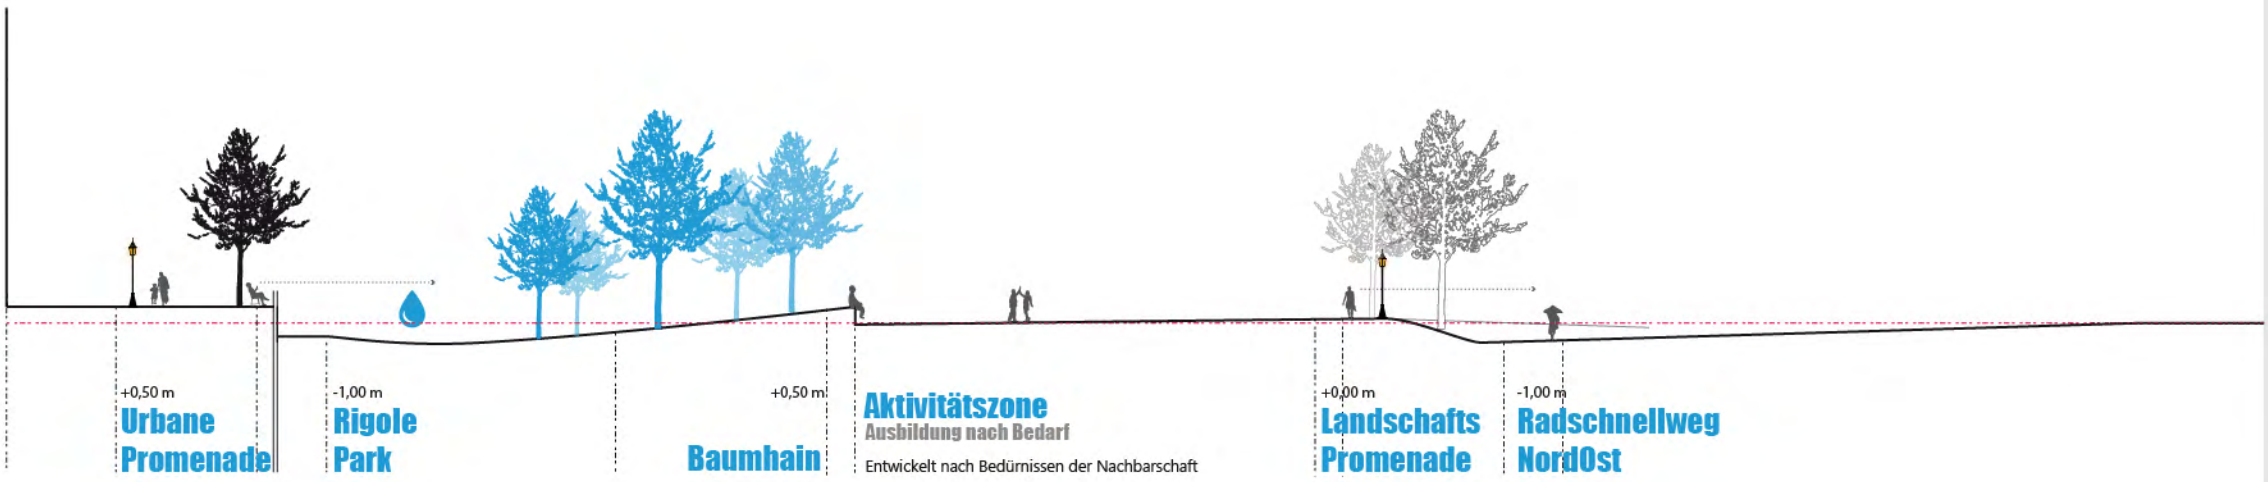 +0,50 m
Urbane
Promenade
-1,00 m
Rigole
Park
+0,50 m
Baumhain
Aktivitätszone
Ausbildung nach Bedarf
Entwickelt nach Bedürnissen der Nachbarschaft
+0,00 m
Landschafts
Promenade
-1,00 m
Radschnellweg
NordOst